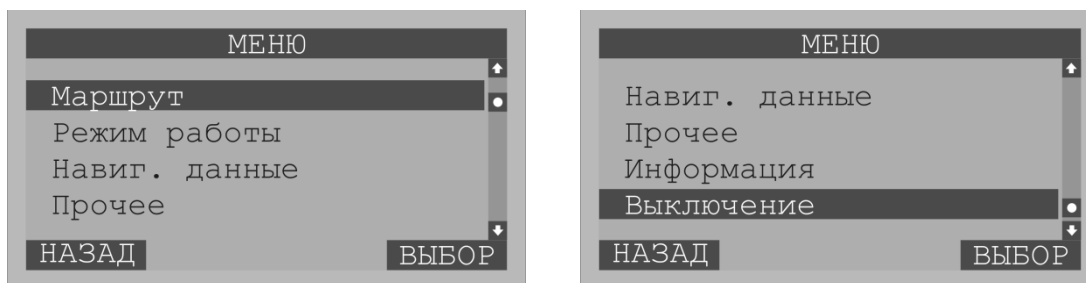 МЕНЮ
Маршрут
Режим работы
Навиг. данные
Прочее
НАЗАД ВЫБОР
МЕНЮ
Навиг. данные
Прочее
Информация
Выключение
НАЗАД ВЫБОР